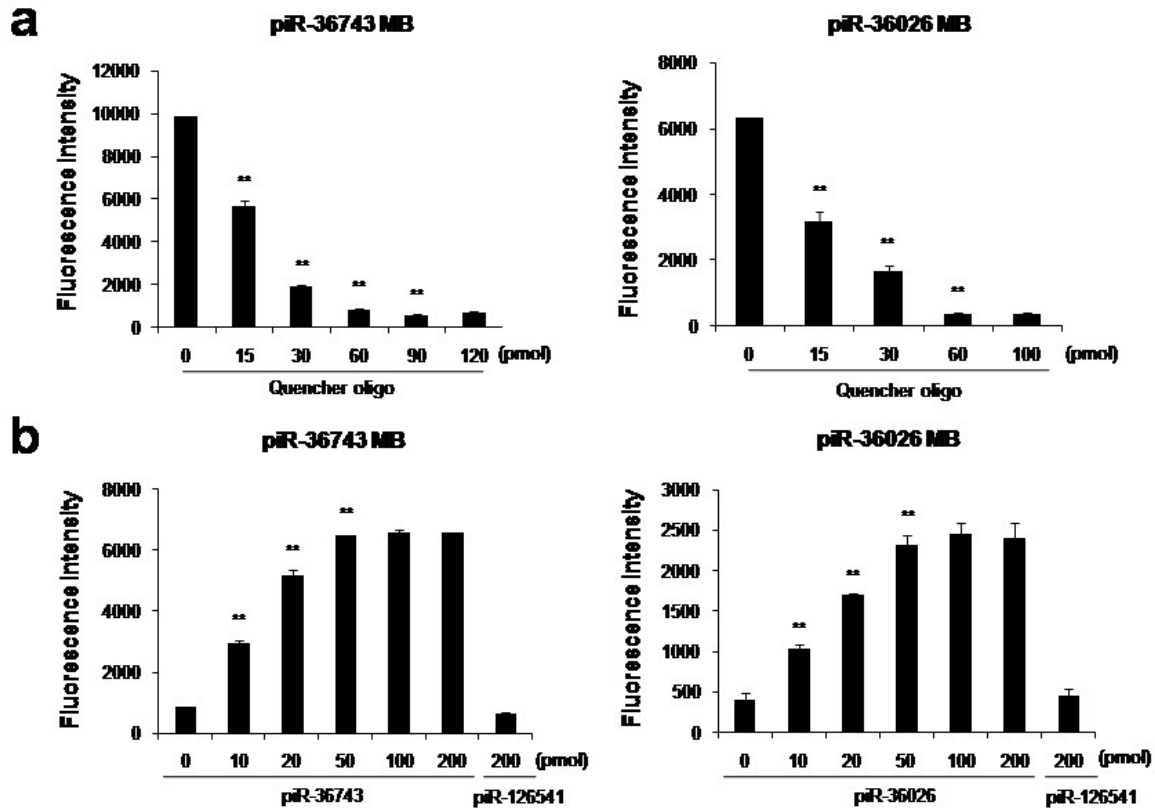 a
piR-36743 MB
Fluorescence Intensity
12000
10000
8000
6000
4000
2000
0
**
**
**
**
0 15 30 60 90 120 (pmol)
Quencher oligo
piR-36026 MB
Fluorescence Intensity
8000
6000
4000
2000
0
**
**
**
0 15 30 60 100 (pmol)
Quencher oligo
b
piR-36743 MB
Fluorescence Intensity
8000
6000
4000
2000
0
**
**
**
0 10 20 50 100 200 200 (pmol)
piR-36743 piR-126541
piR-36026 MB
Fluorescence Intensity
3000
2500
2000
1500
1000
500
0
**
**
**
0 10 20 50 100 200 200 (pmol)
piR-36026 piR-126541